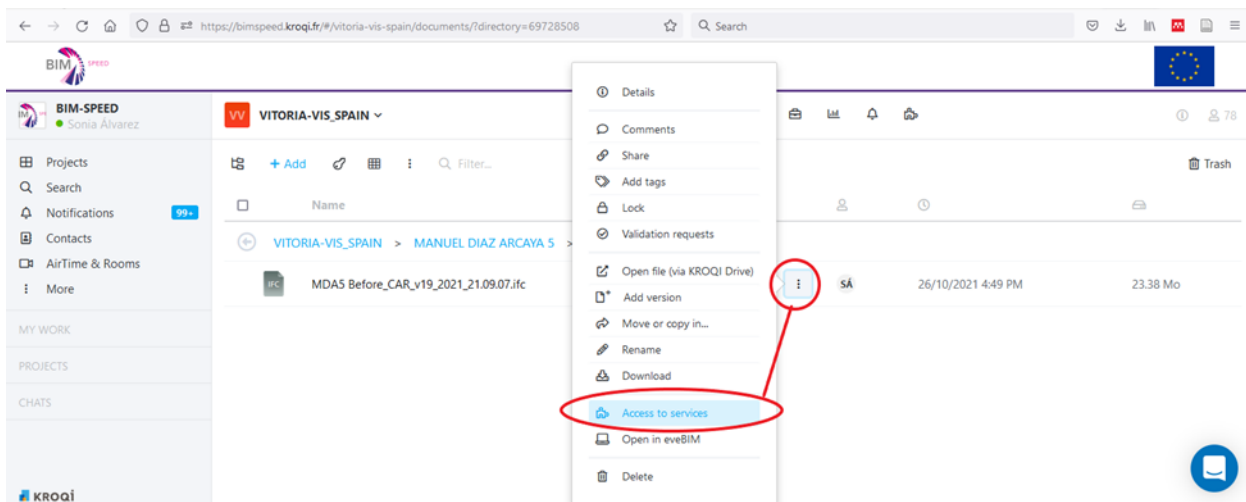 https://bimspeed.kroqi.fr/#/vitoria-vis-spain/documents/?directory=69728508
Search
BIM SPEED
BIM-SPEED
Sonia Álvarez
VV VITORIA-VIS_SPAIN
78
Projects
Search
Notifications 99+
Contacts
AirTime & Rooms
More
MY WORK
PROJECTS
CHATS
KROQI
+ Add
Filter...
Trash
Name
VITORIA-VIS_SPAIN > MANUEL DIAZ ARCAYA 5 >
IFC MDA5 Before_CAR_v19_2021_21.09.07.ifc
SÁ 26/10/2021 4:49 PM 23.38 Mo
Details
Comments
Share
Add tags
Lock
Validation requests
Open file (via KROQI Drive)
Add version
Move or copy in...
Rename
Download
Access to services
Open in eveBIM
Delete